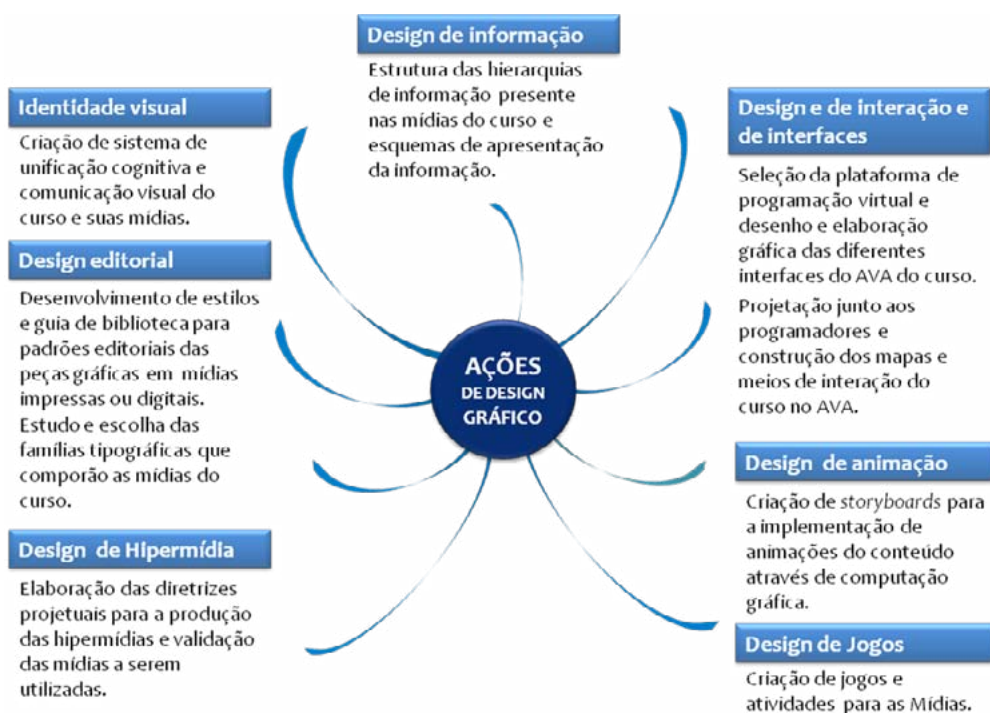 Design de informação
Estrutura das hierarquias
de informação presente
nas mídias do curso e
esquemas de apresentação
da informação.
Identidade visual
Criação de sistema de
unificação cognitiva e
comunicação visual do
curso e suas mídias.
Design editorial
Desenvolvimento de estilos
e guia de biblioteca para
padrões editoriais das
peças gráficas em mídias
impressas ou digitais.
Estudo e escolha das
famílias tipográficas que
comporão as mídias do
curso.
Design de Hipermídia
Elaboração das diretrizes
projetuais para a produção
das hipermídias e validação
das mídias a serem
utilizadas.
AÇÕES
DE DESIGN
GRÁFICO
Design e de interação e
de interfaces
Seleção da plataforma de
programação virtual e
desenho e elaboração
gráfica das diferentes
interfaces do AVA do curso.
Projetação junto aos
programadores e
construção dos mapas e
meios de interação do
curso no AVA.
Design de animação
Criação de storyboards para
a implementação de
animações do conteúdo
através de computação
gráfica.
Design de Jogos
Criação de jogos e
atividades para as Mídias.